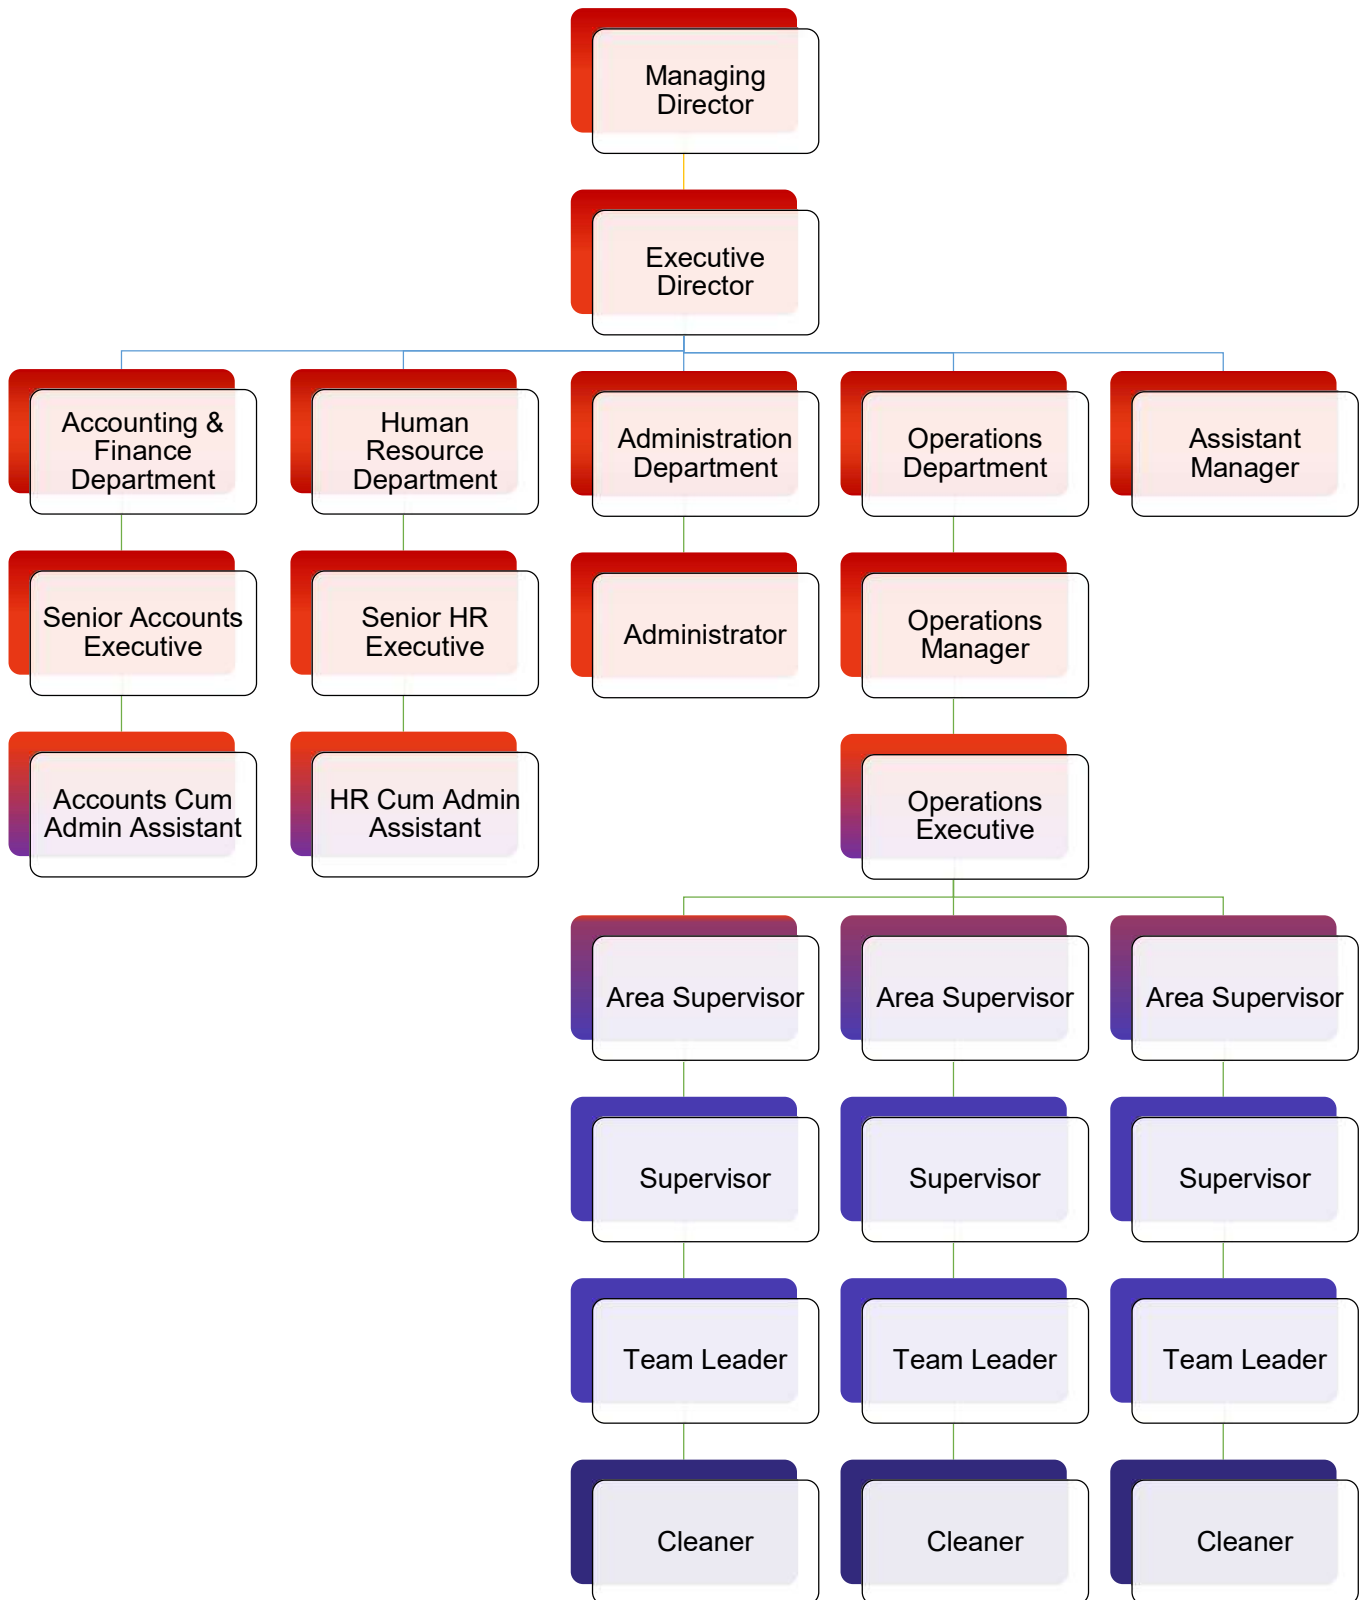 Managing
Director
Executive
Director
Accounting &
Finance
Department
Human
Resource
Department
Administration
Department
Operations
Department
Assistant
Manager
Senior Accounts
Executive
Senior HR
Executive
Administrator
Operations
Manager
Accounts Cum
Admin Assistant
HR Cum Admin
Assistant
Operations
Executive
Area Supervisor
Area Supervisor
Area Supervisor
Supervisor
Supervisor
Supervisor
Team Leader
Team Leader
Team Leader
Cleaner
Cleaner
Cleaner